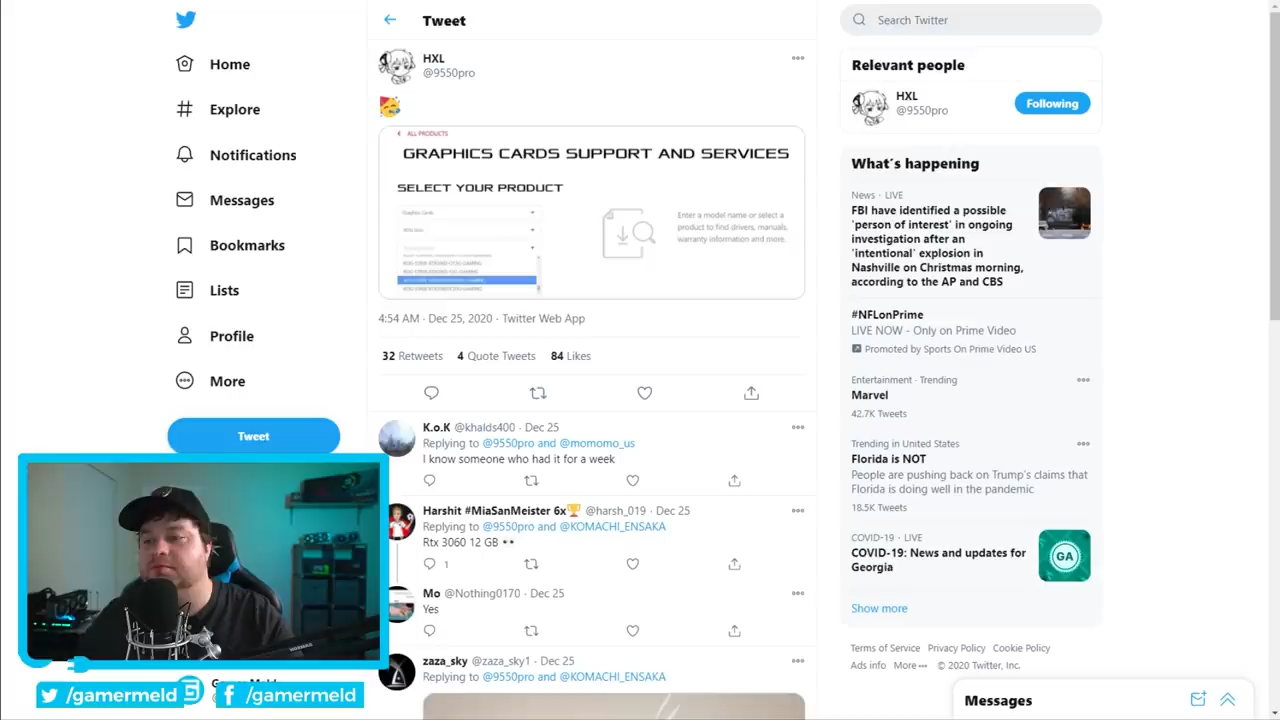 Home
Explore
Notifications
Messages
Bookmarks
Lists
Profile
More
Tweet
/gamermeld
/gamermeld
Tweet
HXL
@9550pro
ALL PRODUCTS
GRAPHICS CARDS SUPPORT AND SERVICES
SELECT YOUR PRODUCT
Graphics Cards
Enter a model name or select a
product to find drivers, manuals,
warranty information and more.
4:54 AM · Dec 25, 2020 · Twitter Web App
32 Retweets 4 Quote Tweets 84 Likes
K.o.K @khalds400 · Dec 25
Replying to @9550pro and @momomo_us
I know someone who had it for a week
Harshit #MiaSanMeister 6x🏆 @harsh_019 · Dec 25
Replying to @9550pro and @KOMACHI_ENSAKA
Rtx 3060 12 GB 👀
1
Mo @Nothing0170 · Dec 25
Yes
zaza_sky @zaza_sky1 · Dec 25
Replying to @9550pro and @KOMACHI_ENSAKA
Search Twitter
Relevant people
HXL
@9550pro
Following
What's happening
News · LIVE
FBI have identified a possible
'person of interest' in ongoing
investigation after an
'intentional' explosion in
Nashville on Christmas morning,
according to the AP and CBS
#NFLonPrime
LIVE NOW - Only on Prime Video
Promoted by Sports On Prime Video US
Entertainment · Trending
Marvel
42.7K Tweets
Trending in United States
Florida is NOT
People are pushing back on Trump's claims that
Florida is doing well in the pandemic
18.5K Tweets
COVID-19 · LIVE
COVID-19: News and updates for
Georgia
GA
Show more
Terms of Service Privacy Policy Cookie Policy
Ads info More··· © 2020 Twitter, Inc.
Messages